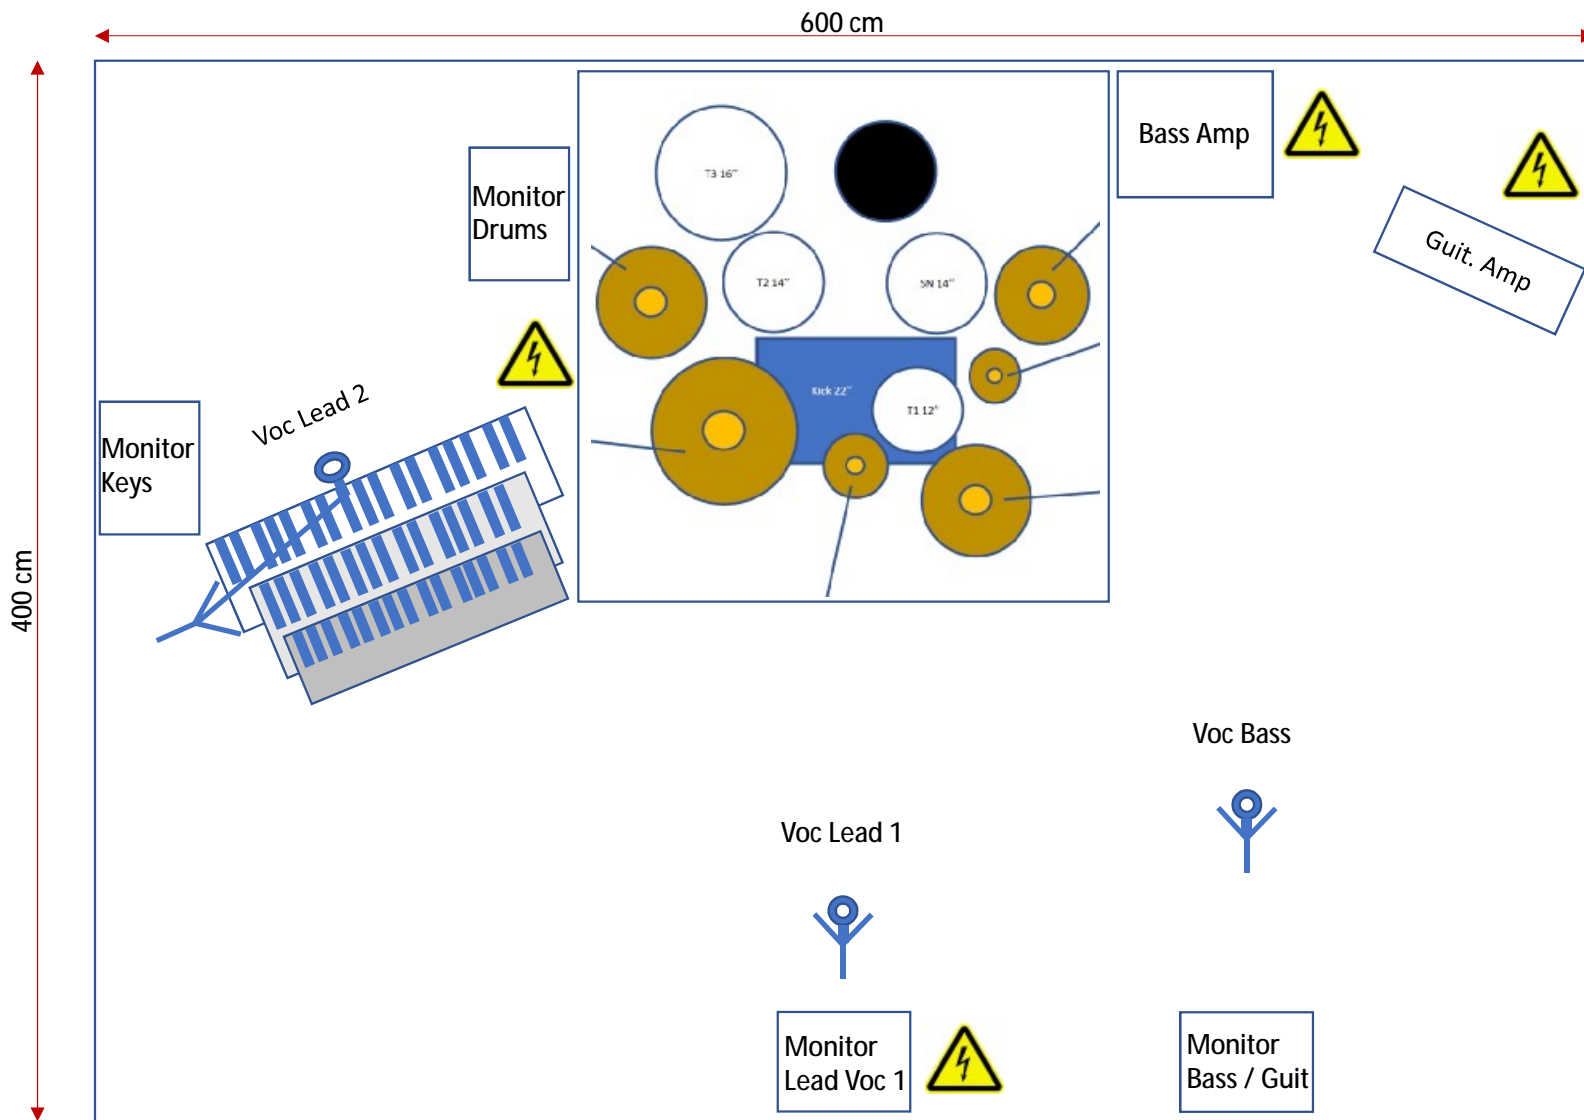 600 cm
400 cm
Bass Amp
Guit. Amp
Monitor
Drums
T3 16"
T2 14"
SN 14"
Kick 22"
T1 12"
Voc Lead 2
Monitor
Keys
Voc Bass
Voc Lead 1
Monitor
Lead Voc 1
Monitor
Bass / Guit